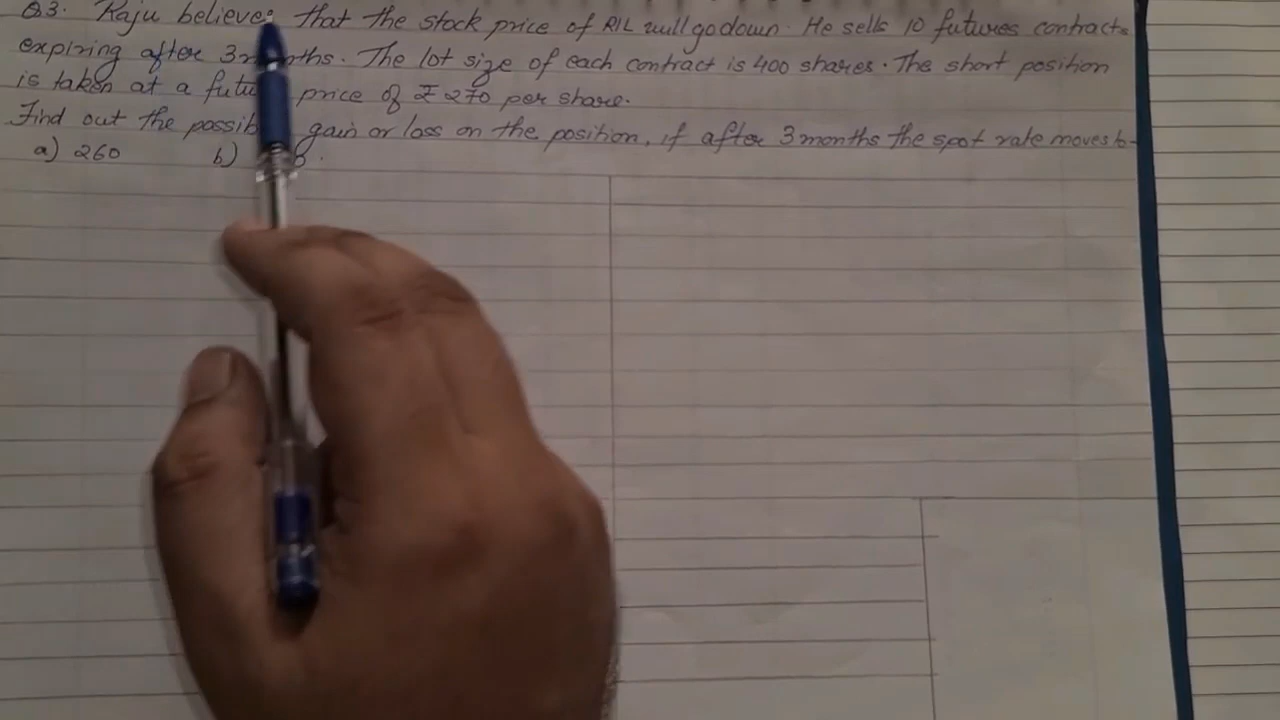 Q3. Raju believes that the stock price of RIL will go down. He sells 10 futures contracts
expiring after 3 months. The lot size of each contract is 400 shares. The short position
is taken at a future price of ₹ 270 per share.
Find out the possible gain or loss on the position, if after 3 months the spot rate moves to-
a) 260 b)